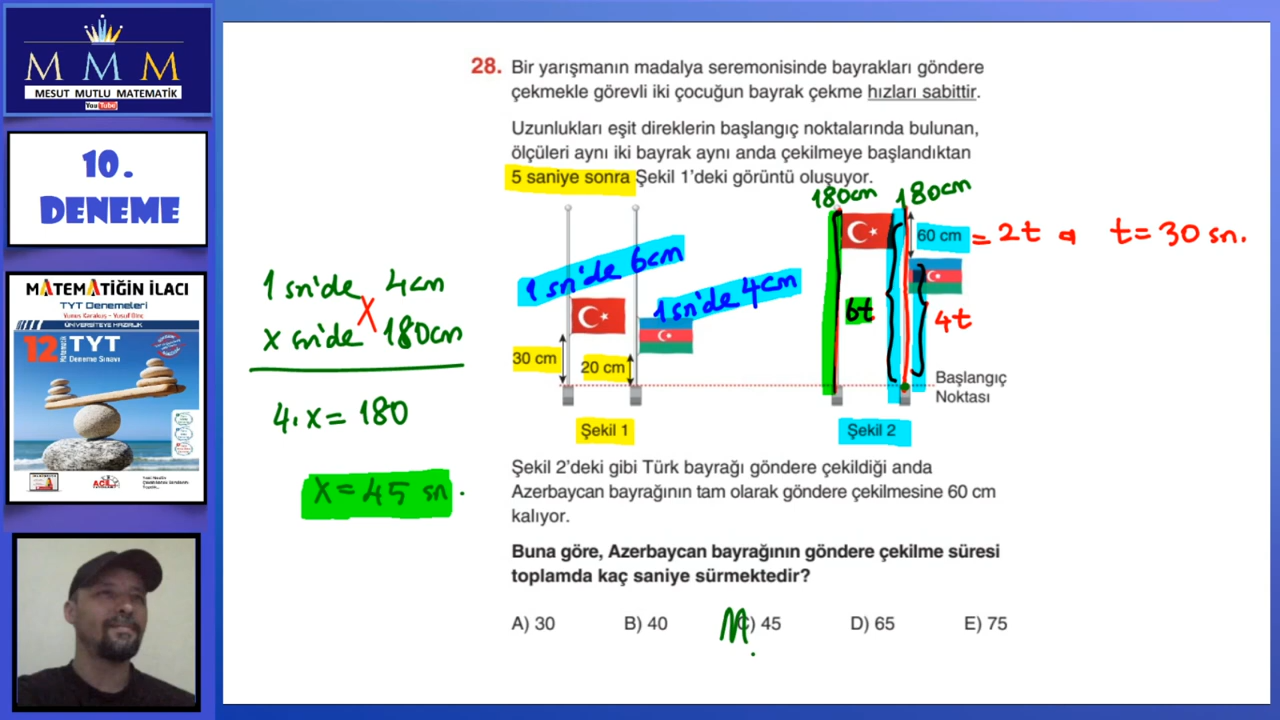 M M M
MESUT MUTLU MATEMATİK
YouTube
10.
DENEME
MATEMATİĞİN İLACI
TYT Denemeleri
Yunus Karakuş - Yusuf Dinç
ÜNİVERSİTEYE HAZIRLIK
12 TYT
Deneme Sınavı
28. Bir yarışmanın madalya seremonisinde bayrakları göndere
çekmekle görevli iki çocuğun bayrak çekme hızları sabittir.
Uzunlukları eşit direklerin başlangıç noktalarında bulunan,
ölçüleri aynı iki bayrak aynı anda çekilmeye başlandıktan
5 saniye sonra Şekil 1'deki görüntü oluşuyor.
180cm 180cm
60 cm = 2t t = 30 sn.
1 sn'de 6cm
1 sn'de 4cm
6t
4t
30 cm
20 cm
Başlangıç
Noktası
Şekil 1
Şekil 2
1 sn'de 4cm
x sn'de 180cm
4.x = 180
x = 45 sn.
Şekil 2'deki gibi Türk bayrağı göndere çekildiği anda
Azerbaycan bayrağının tam olarak göndere çekilmesine 60 cm
kalıyor.
Buna göre, Azerbaycan bayrağının göndere çekilme süresi
toplamda kaç saniye sürmektedir?
A) 30 B) 40 C) 45 D) 65 E) 75